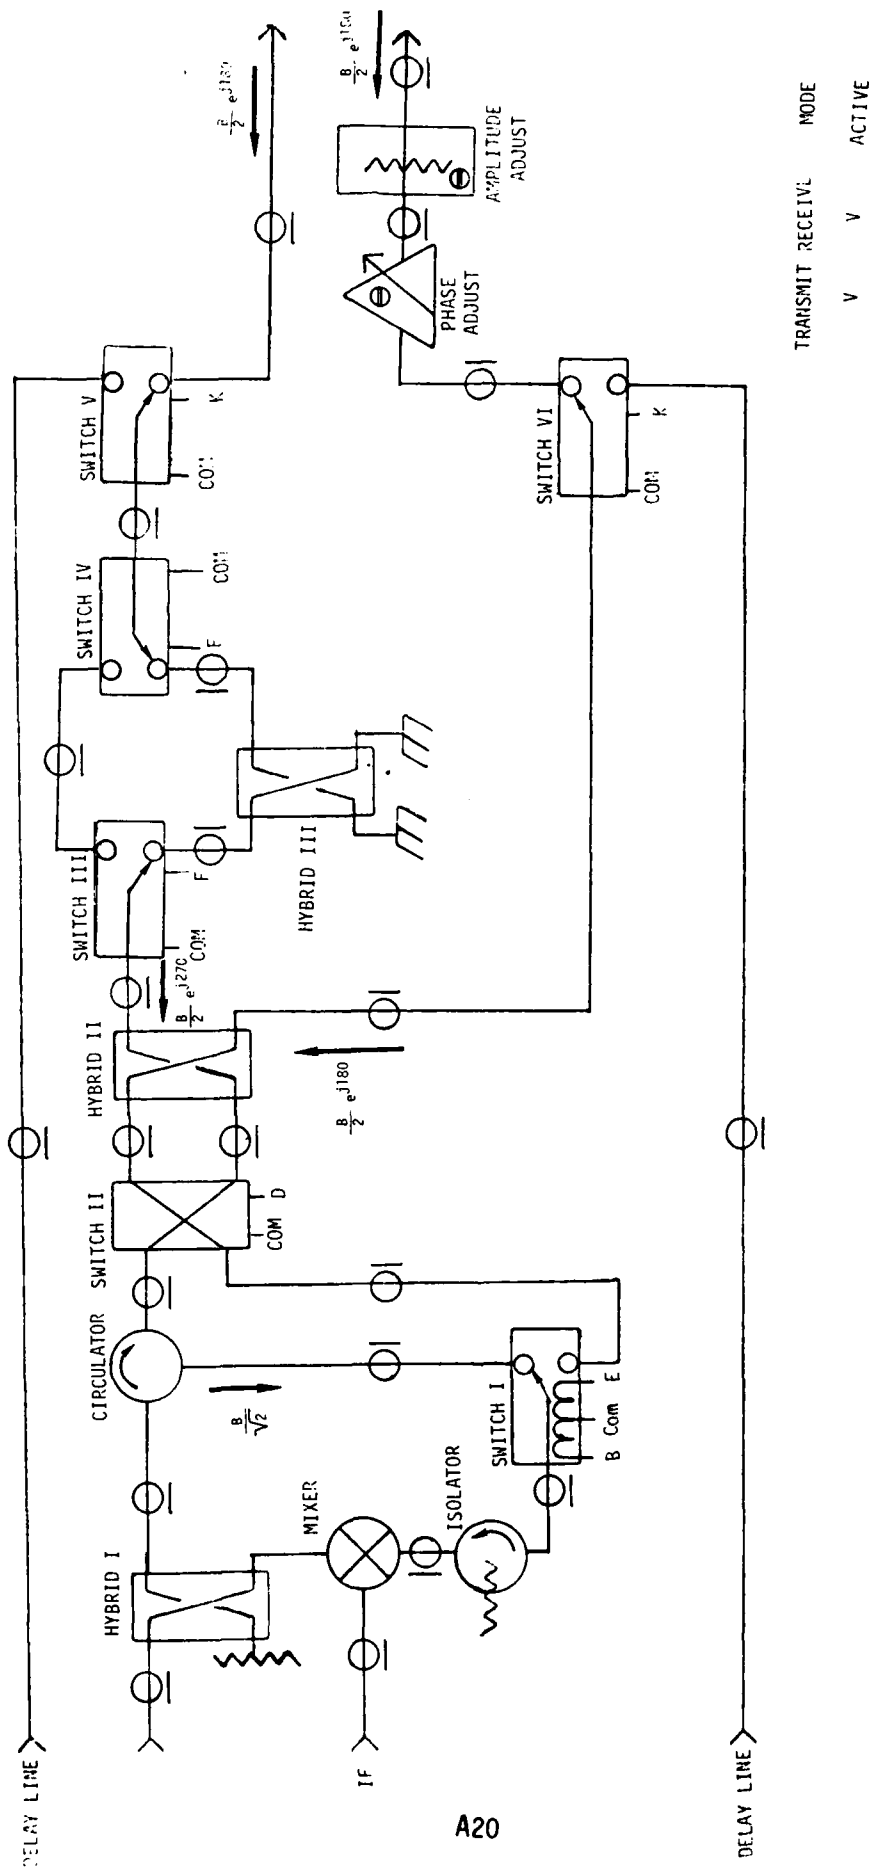 DELAY LINE
HYBRID I
CIRCULATOR
SWITCH II
COM
D
HYBRID II
B/2 e^j270
SWITCH III
COM
F
HYBRID III
SWITCH IV
F
COM
SWITCH V
COM
K
B/√2
B/2 e^j180
MIXER
ISOLATOR
SWITCH I
B Com E
IF
SWITCH VI
COM
K
PHASE
ADJUST
AMPLITUDE
ADJUST
DELAY LINE
TRANSMIT RECEIVE MODE
V V ACTIVE
A20